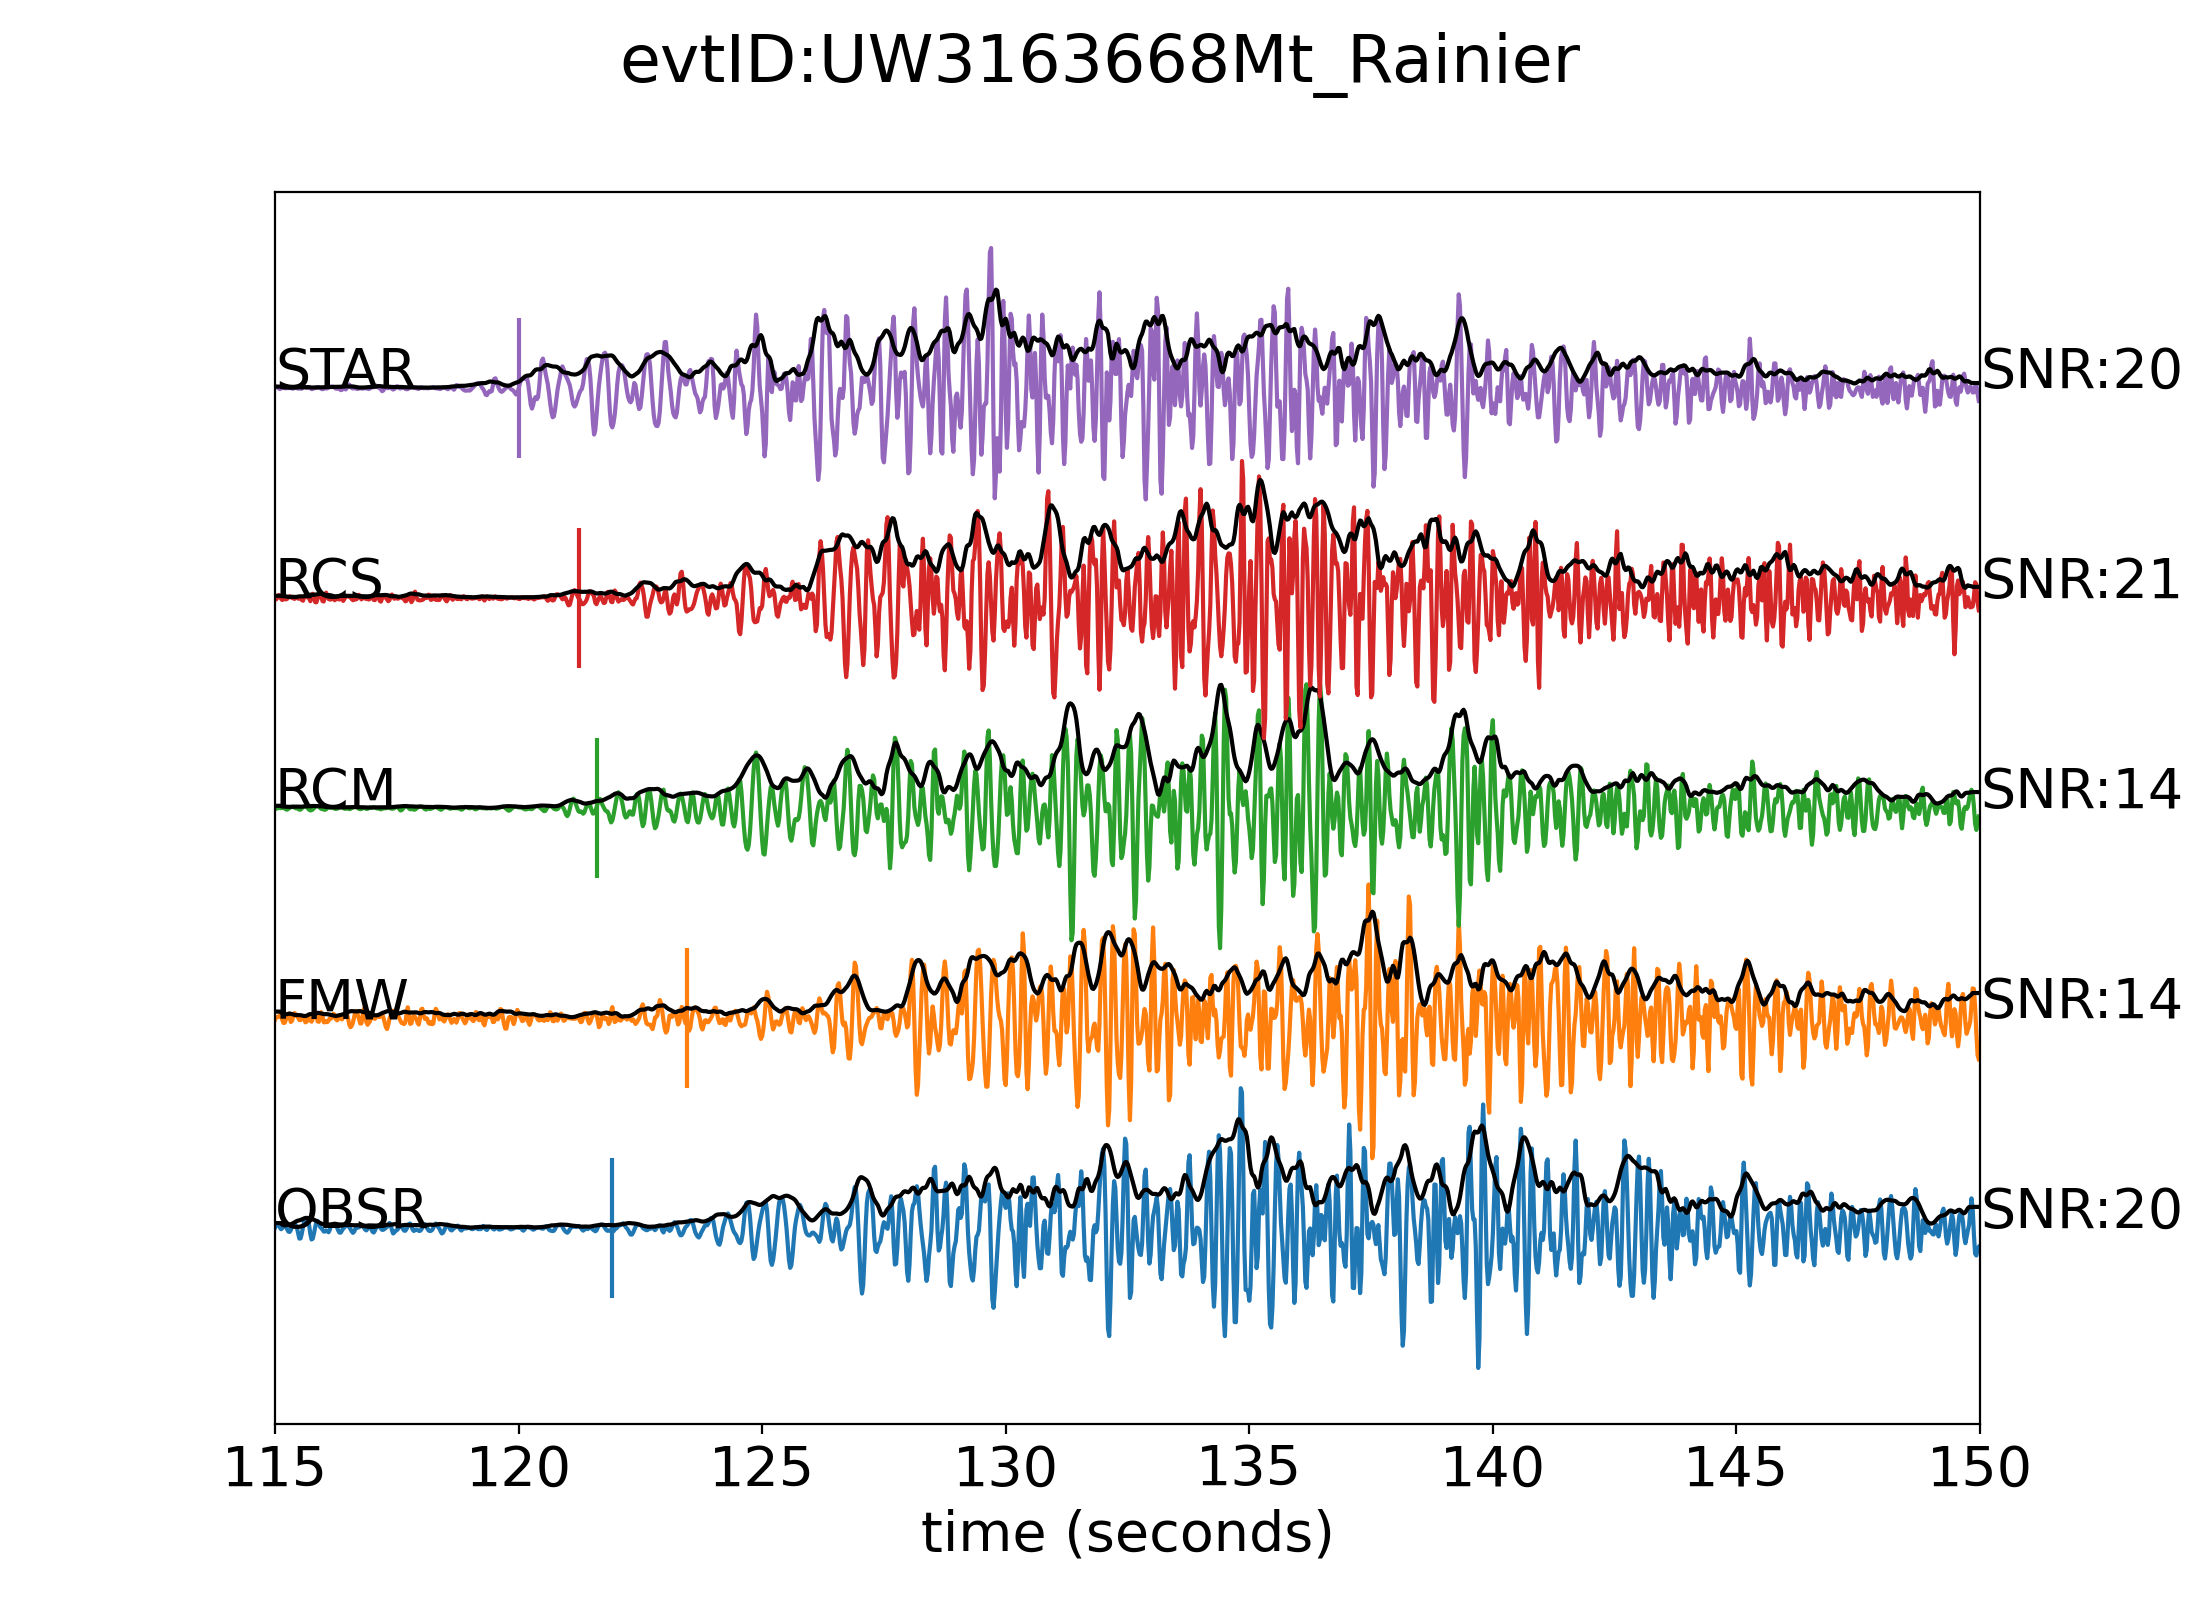 evtID:UW3163668Mt_Rainier
STAR SNR:20
RCS SNR:21
RCM SNR:14
FMW SNR:14
OBSR SNR:20
115 120 125 130 135 140 145 150
time (seconds)